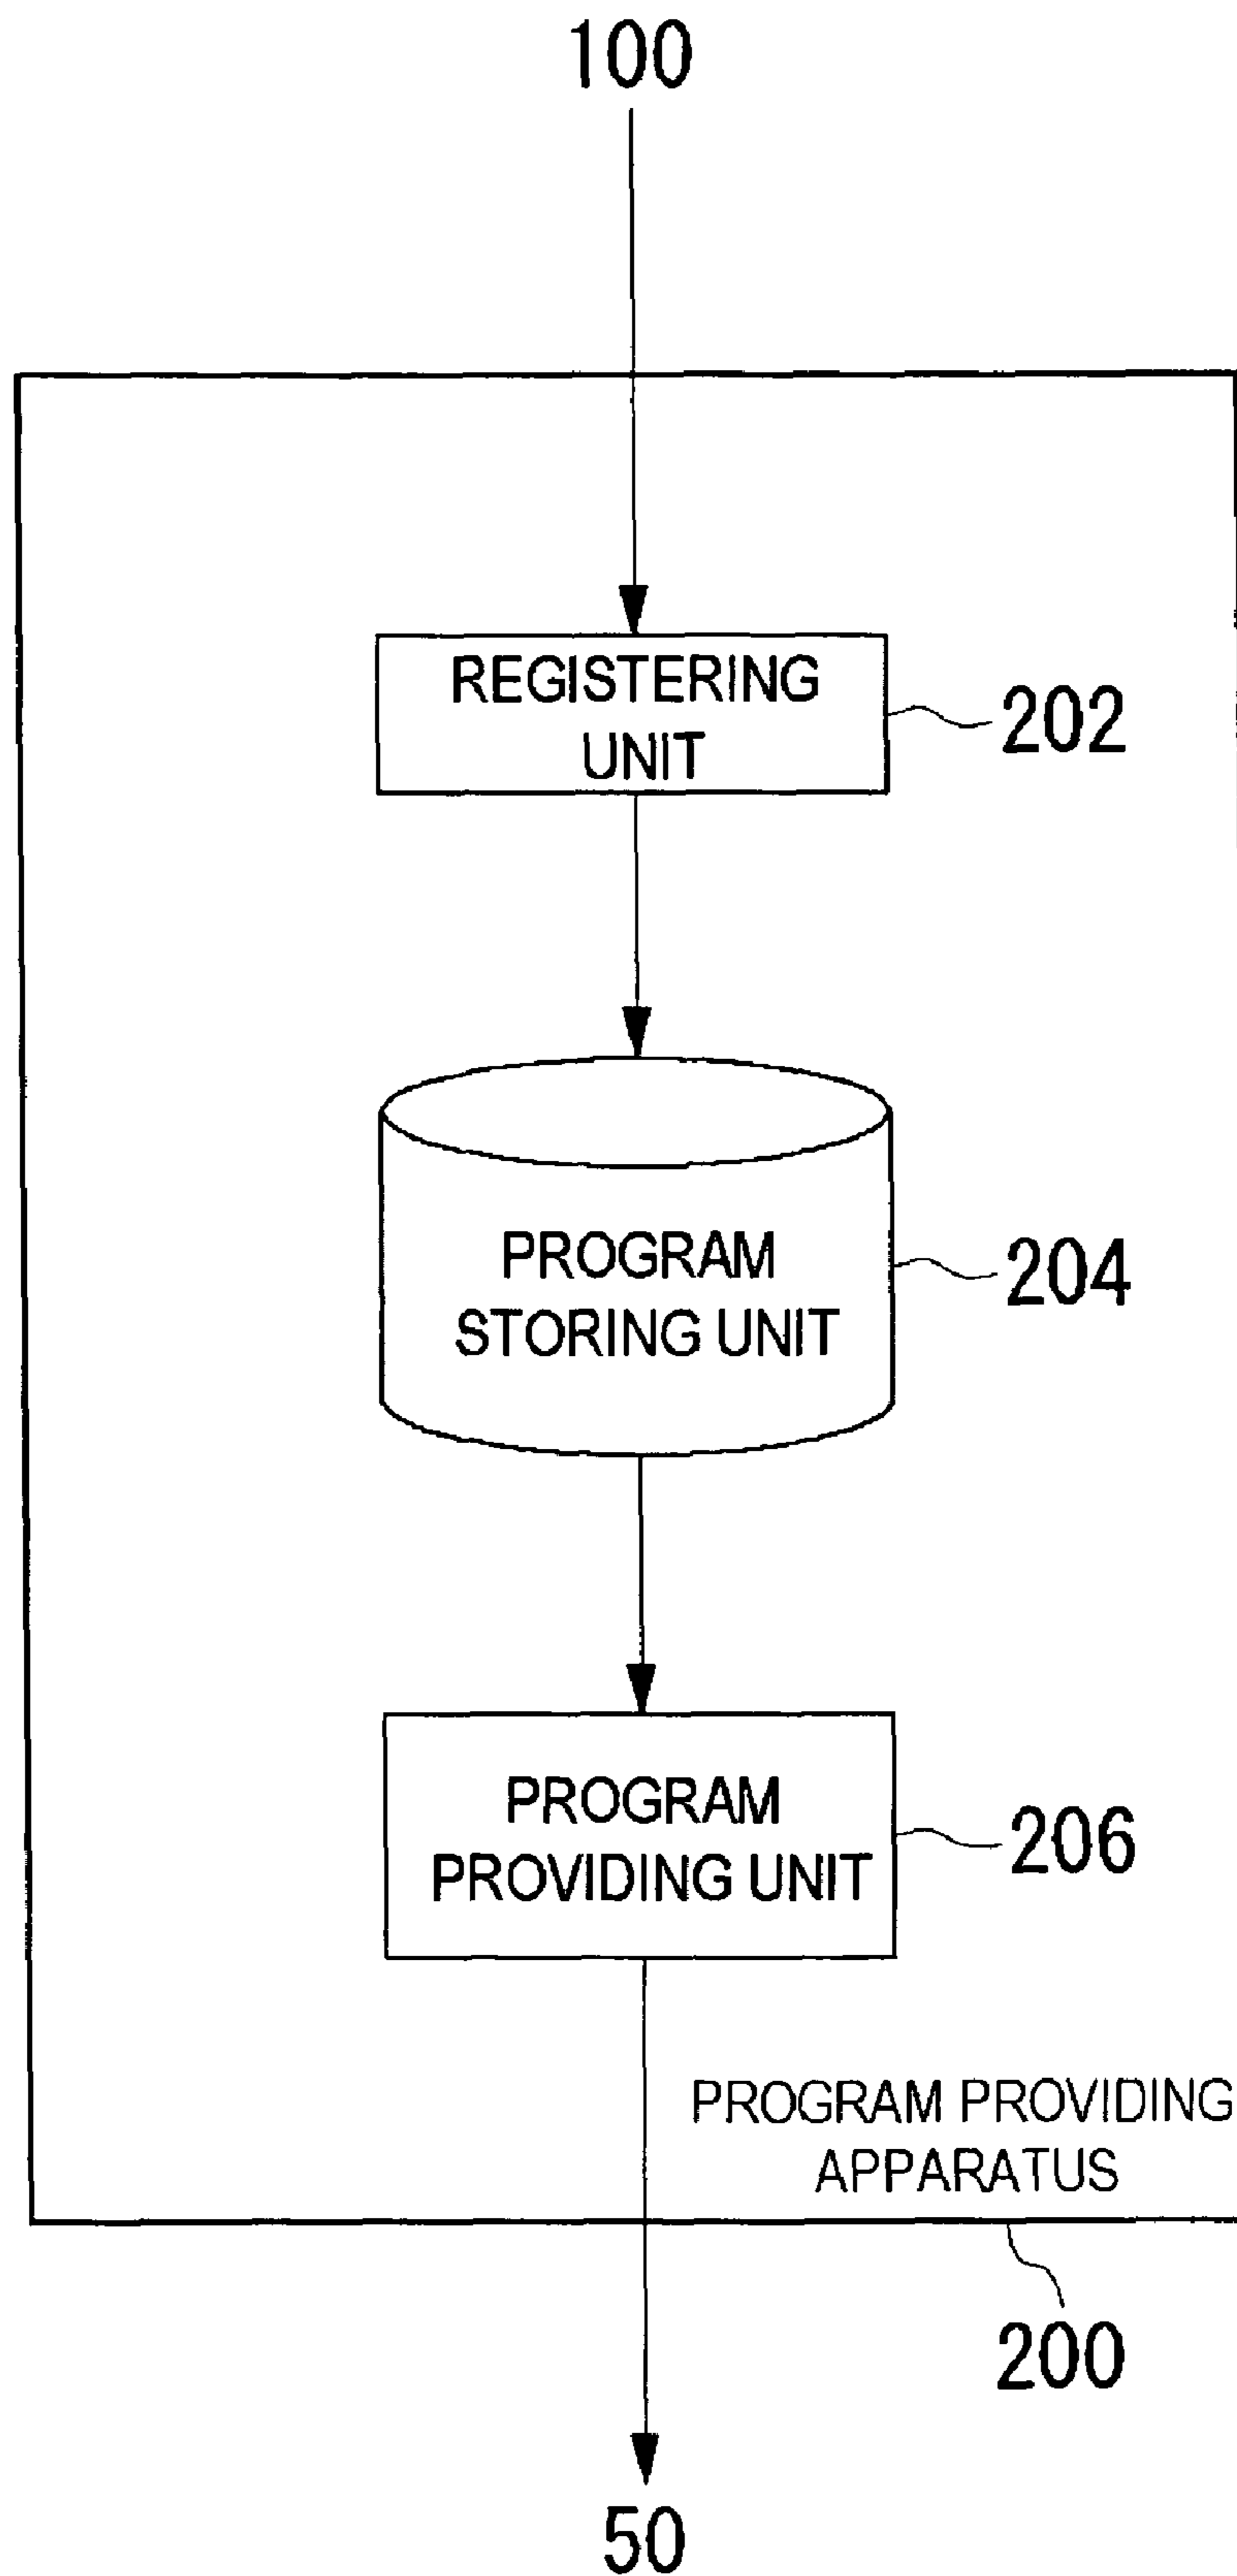 100
REGISTERING
UNIT
202
PROGRAM
STORING UNIT
204
PROGRAM
PROVIDING UNIT
206
PROGRAM PROVIDING
APPARATUS
200
50